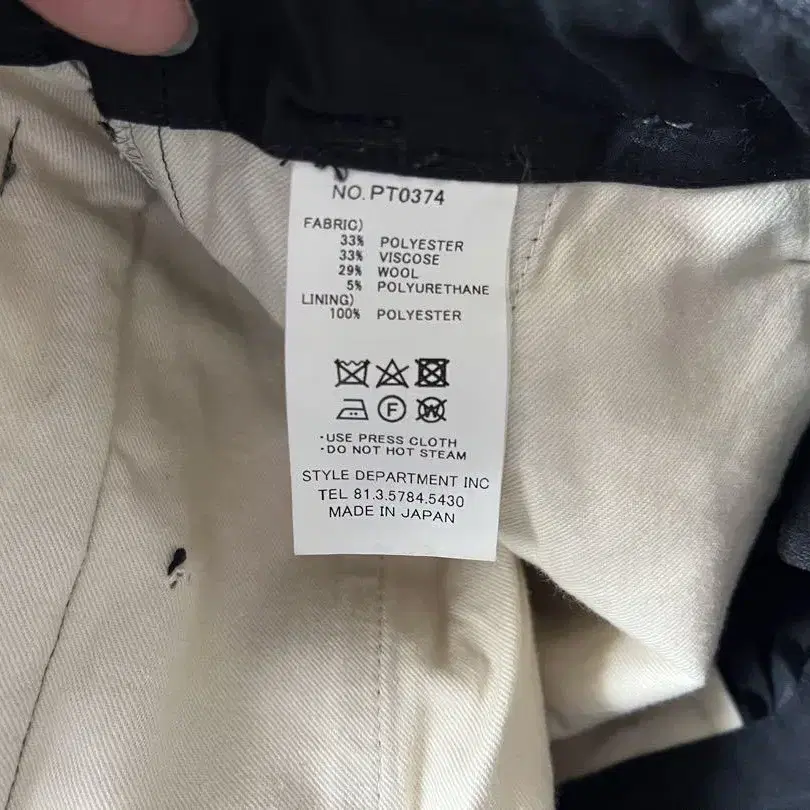 NO. PT0374
FABRIC)
33% POLYESTER
33% VISCOSE
29% WOOL
5% POLYURETHANE
LINING)
100% POLYESTER
F W
·USE PRESS CLOTH
·DO NOT HOT STEAM
STYLE DEPARTMENT INC
TEL 81.3.5784.5430
MADE IN JAPAN